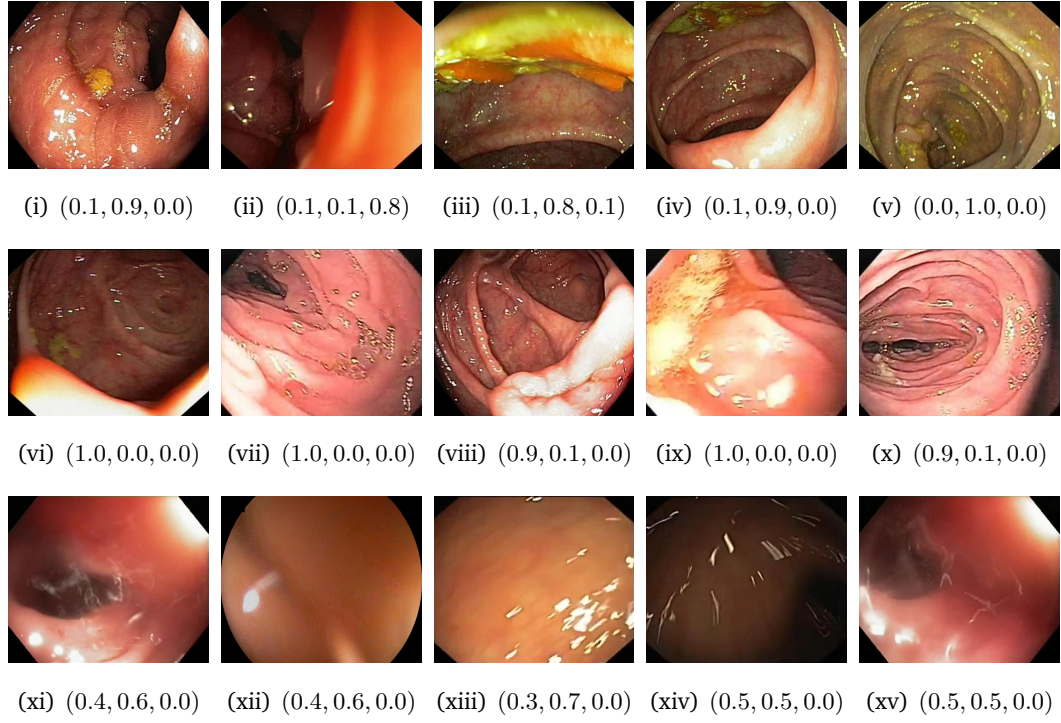 (i) (0.1, 0.9, 0.0) (ii) (0.1, 0.1, 0.8) (iii) (0.1, 0.8, 0.1) (iv) (0.1, 0.9, 0.0) (v) (0.0, 1.0, 0.0)
(vi) (1.0, 0.0, 0.0) (vii) (1.0, 0.0, 0.0) (viii) (0.9, 0.1, 0.0) (ix) (1.0, 0.0, 0.0) (x) (0.9, 0.1, 0.0)
(xi) (0.4, 0.6, 0.0) (xii) (0.4, 0.6, 0.0) (xiii) (0.3, 0.7, 0.0) (xiv) (0.5, 0.5, 0.0) (xv) (0.5, 0.5, 0.0)